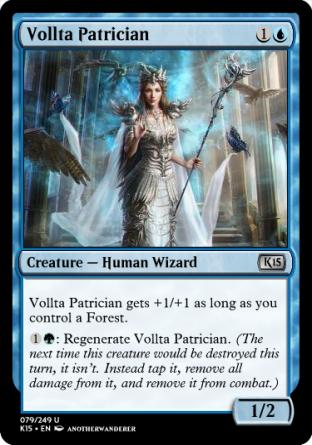 Vollta Patrician 1
Creature — Human Wizard K15
Vollta Patrician gets +1/+1 as long as you
control a Forest.
1 : Regenerate Vollta Patrician. (The
next time this creature would be destroyed this
turn, it isn't. Instead tap it, remove all
damage from it, and remove it from combat.)
1/2
079/249 U
K15 • EN ANOTHERWANDERER